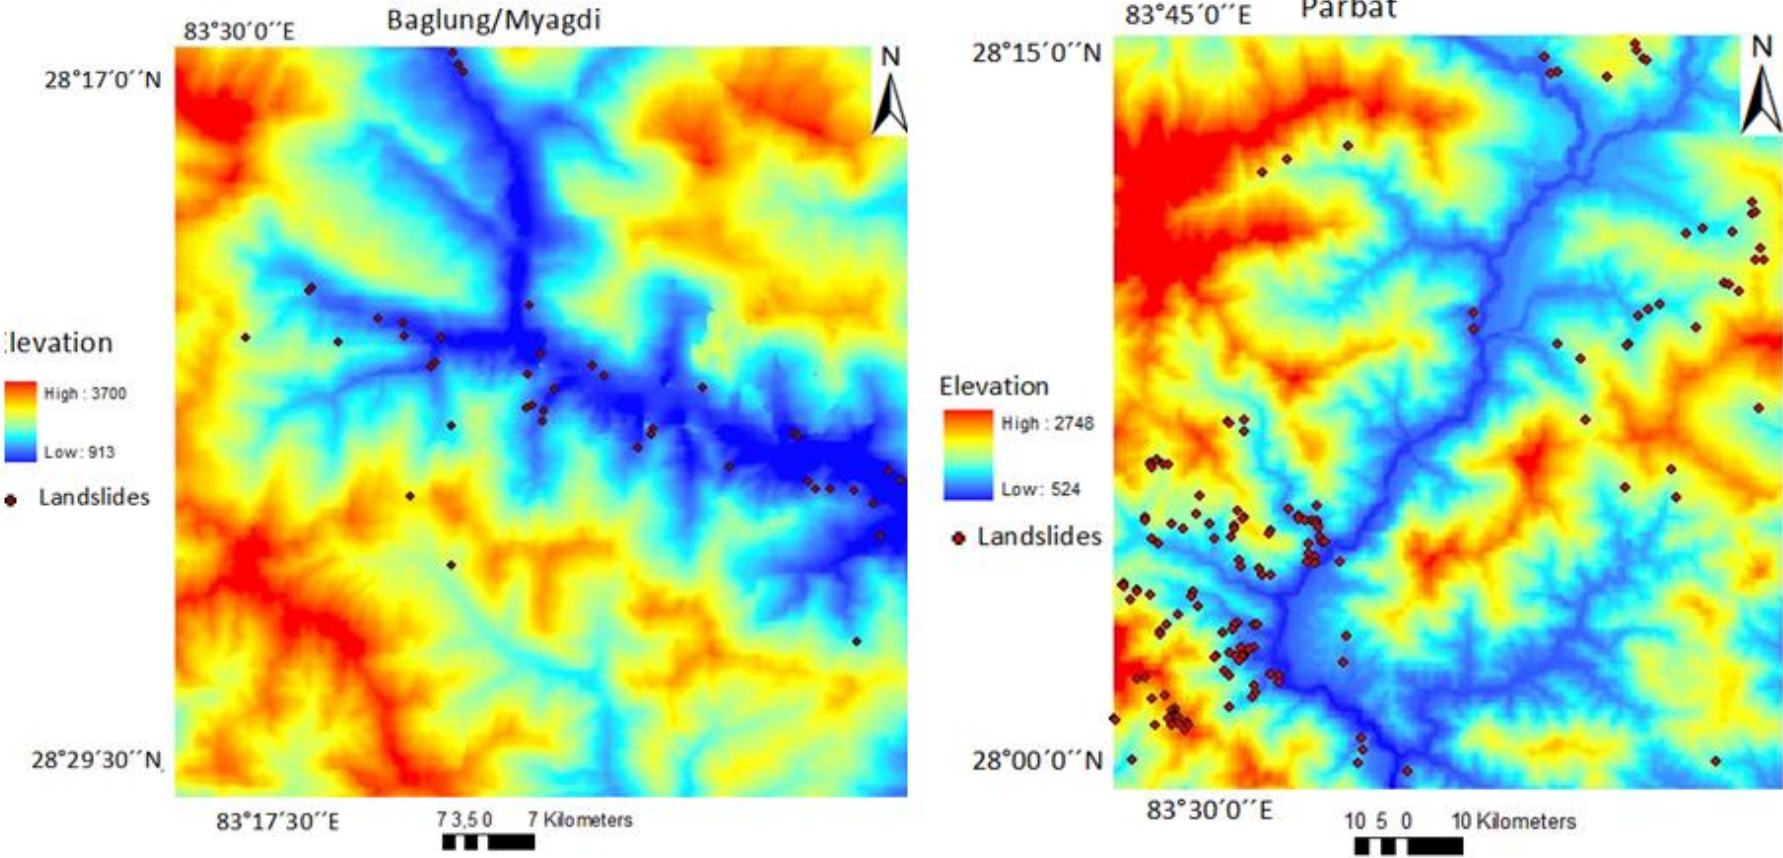 Baglung/Myagdi
83°30´0´´E
N
28°17´0´´N
levation
High : 3700
Low: 913
Landslides
28°29´30´´N
83°17´30´´E
7 3,5 0 7 Kilometers
Parbat
83°45´0´´E
28°15´0´´N
N
Elevation
High : 2748
Low: 524
Landslides
28°00´0´´N
83°30´0´´E
10 5 0 10 Kilometers